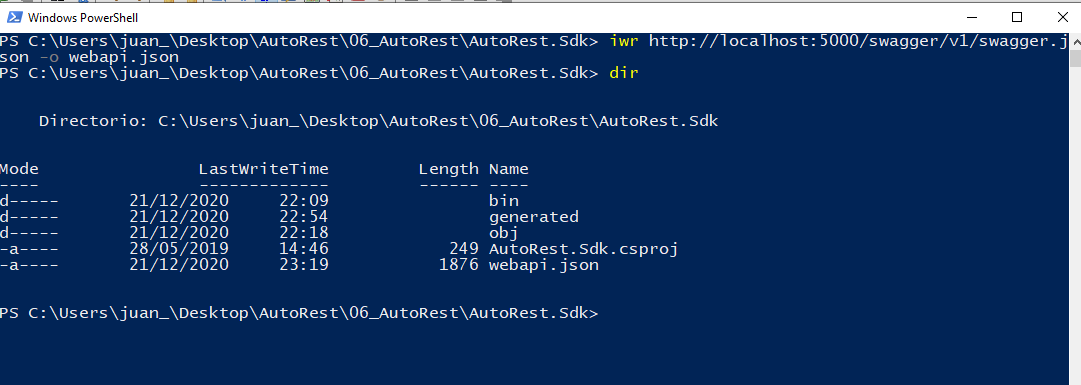 Windows PowerShell
PS C:\Users\juan_\Desktop\AutoRest\06_AutoRest\AutoRest.Sdk> iwr http://localhost:5000/swagger/v1/swagger.j
son -o webapi.json
PS C:\Users\juan_\Desktop\AutoRest\06_AutoRest\AutoRest.Sdk> dir
Directorio: C:\Users\juan_\Desktop\AutoRest\06_AutoRest\AutoRest.Sdk
Mode LastWriteTime Length Name
---- ------------- ------ ----
d----- 21/12/2020 22:09 bin
d----- 21/12/2020 22:54 generated
d----- 21/12/2020 22:18 obj
-a---- 28/05/2019 14:46 249 AutoRest.Sdk.csproj
-a---- 21/12/2020 23:19 1876 webapi.json
PS C:\Users\juan_\Desktop\AutoRest\06_AutoRest\AutoRest.Sdk>